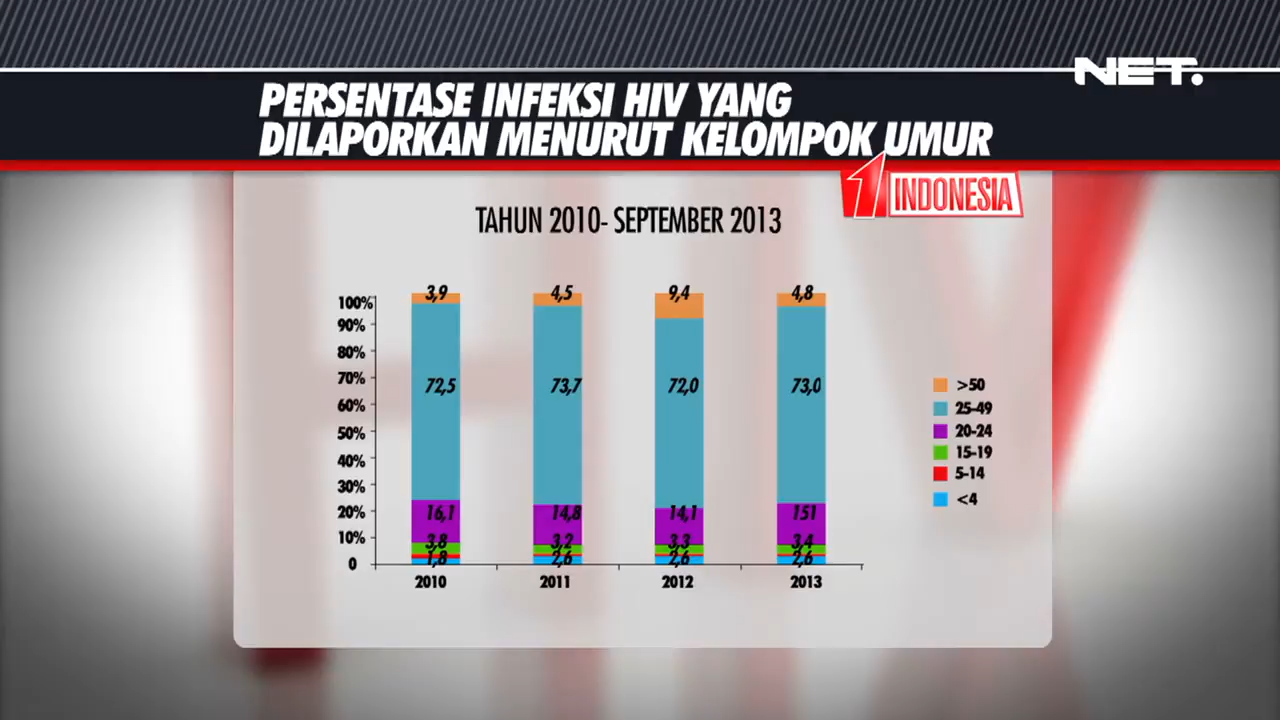 NET.
PERSENTASE INFEKSI HIV YANG
DILAPORKAN MENURUT KELOMPOK UMUR
1 INDONESIA
TAHUN 2010- SEPTEMBER 2013
3,9 4,5 9,4 4,8
100%
90%
80%
70%
72,5 73,7 72,0 73,0
60%
50%
40%
30%
20%
16,1 14,8 14,1 151
10%
3,8 3,2 3,3 3,4
1,8 2,6 2,6 2,6
0
2010 2011 2012 2013
>50
25-49
20-24
15-19
5-14
<4